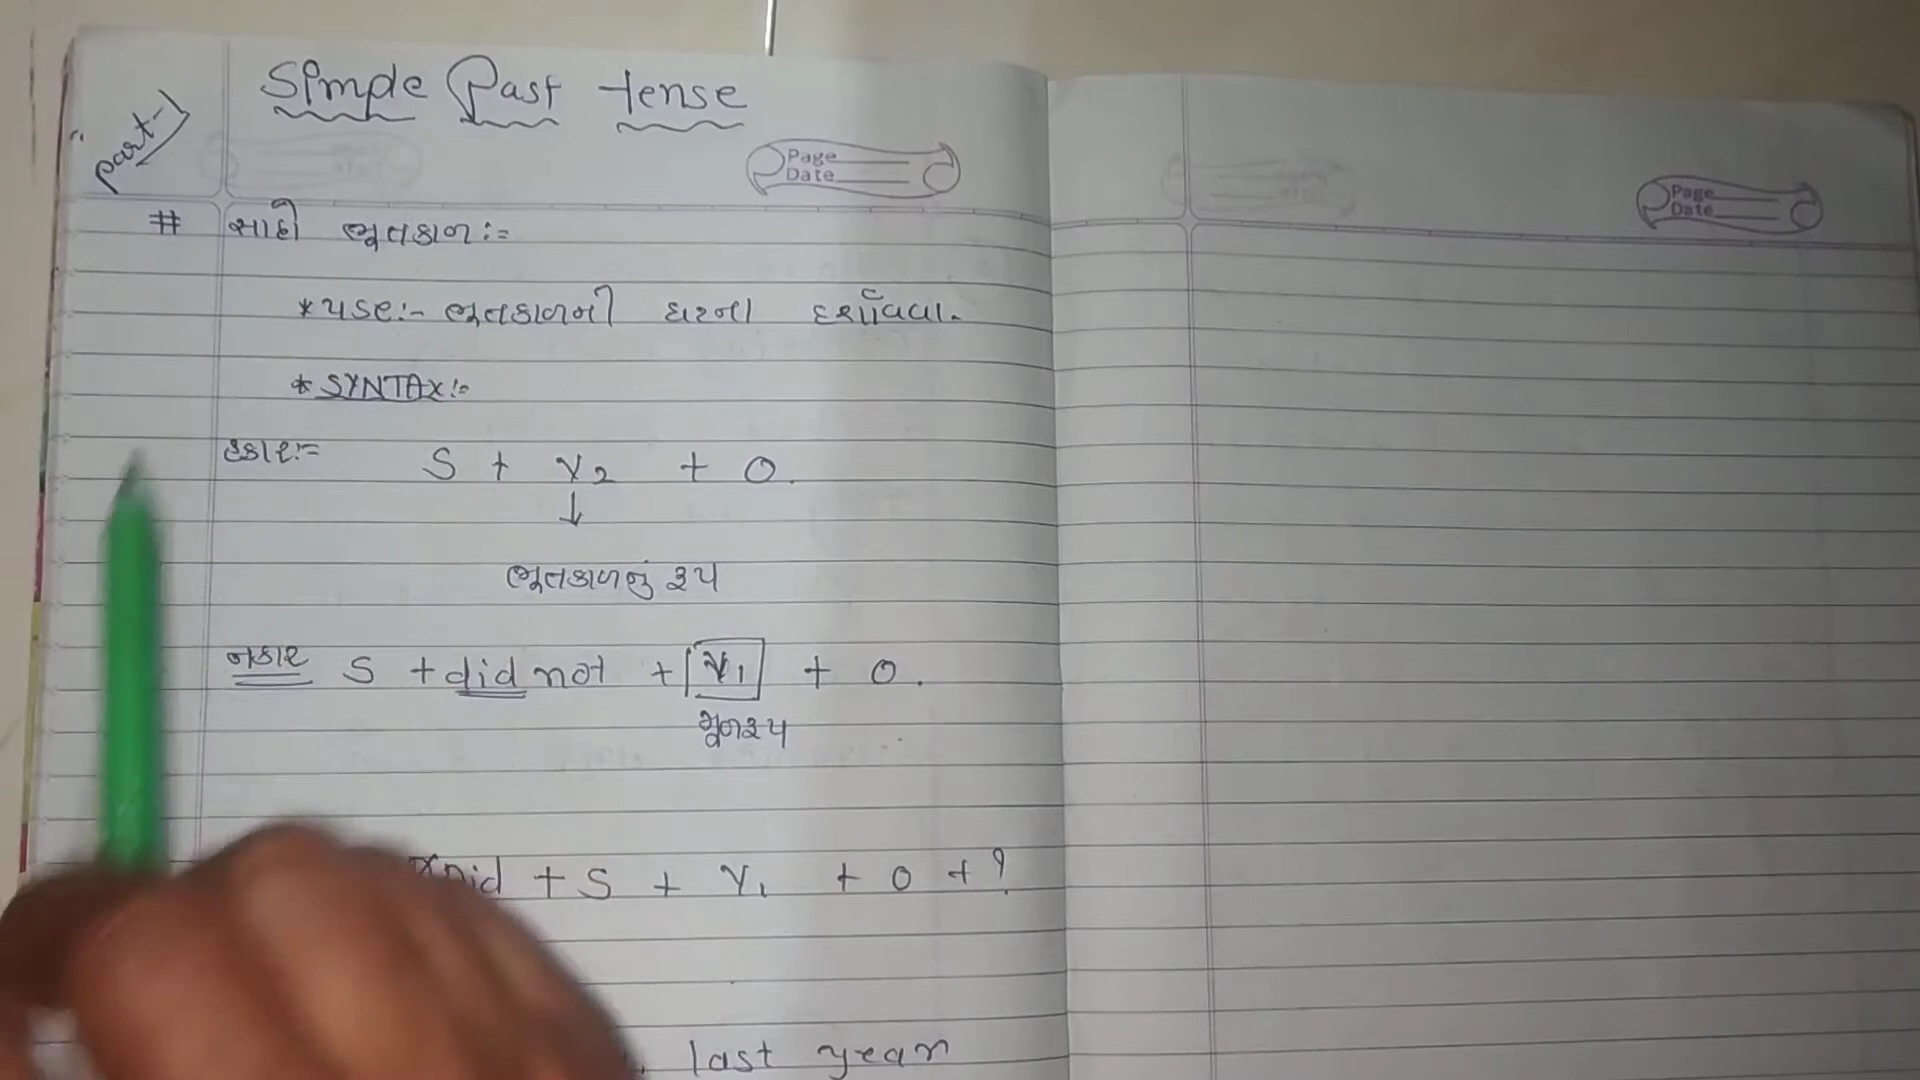 Simple Past tense
Part-1
Page
Date
Page
Date
# સાદો ભૂતકાળ :=
* ભૂતકાળની ઘટના દર્શાવવા.
* SYNTAX :-
હકાર := S + V2 + O.
↓
ભૂતકાળનું રૂપ
નકાર S + did not + V1 + O.
મૂળરૂપ
Did + S + V1 + O + ?
last year